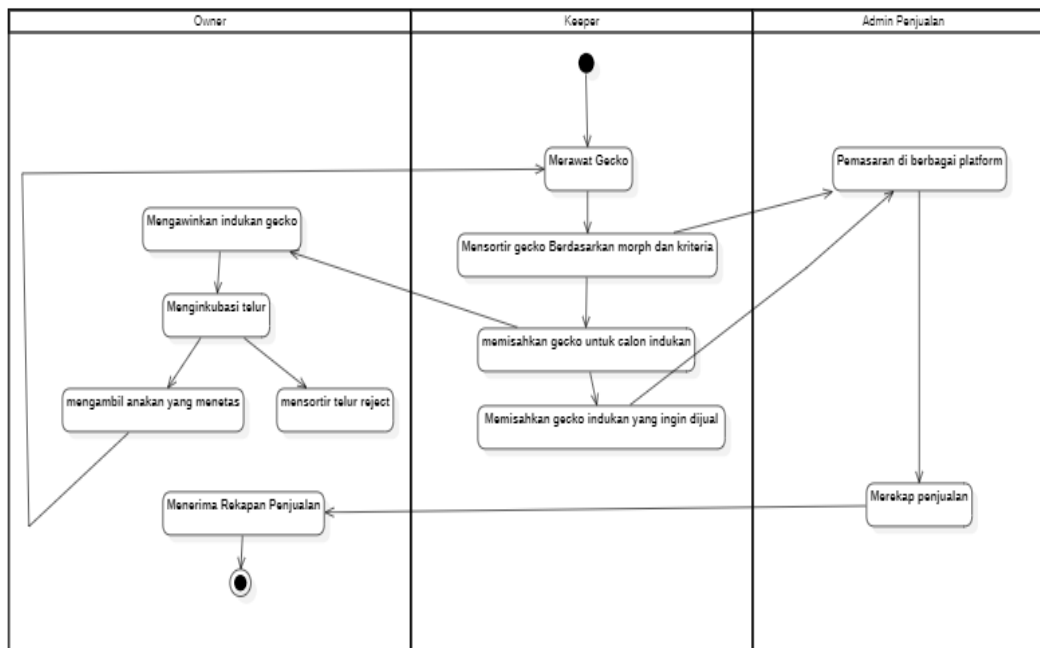 Owner
Keeper
Admin Penjualan
Merawat Gecko
Pemasaran di berbagai platform
Mengawinkan indukan gecko
Mensortir gecko Berdasarkan morph dan kriteria
Menginkubasi telur
memisahkan gecko untuk calon indukan
mengambil anakan yang menetas
mensortir telur reject
Memisahkan gecko indukan yang ingin dijual
Menerima Rekapan Penjualan
Merekap penjualan